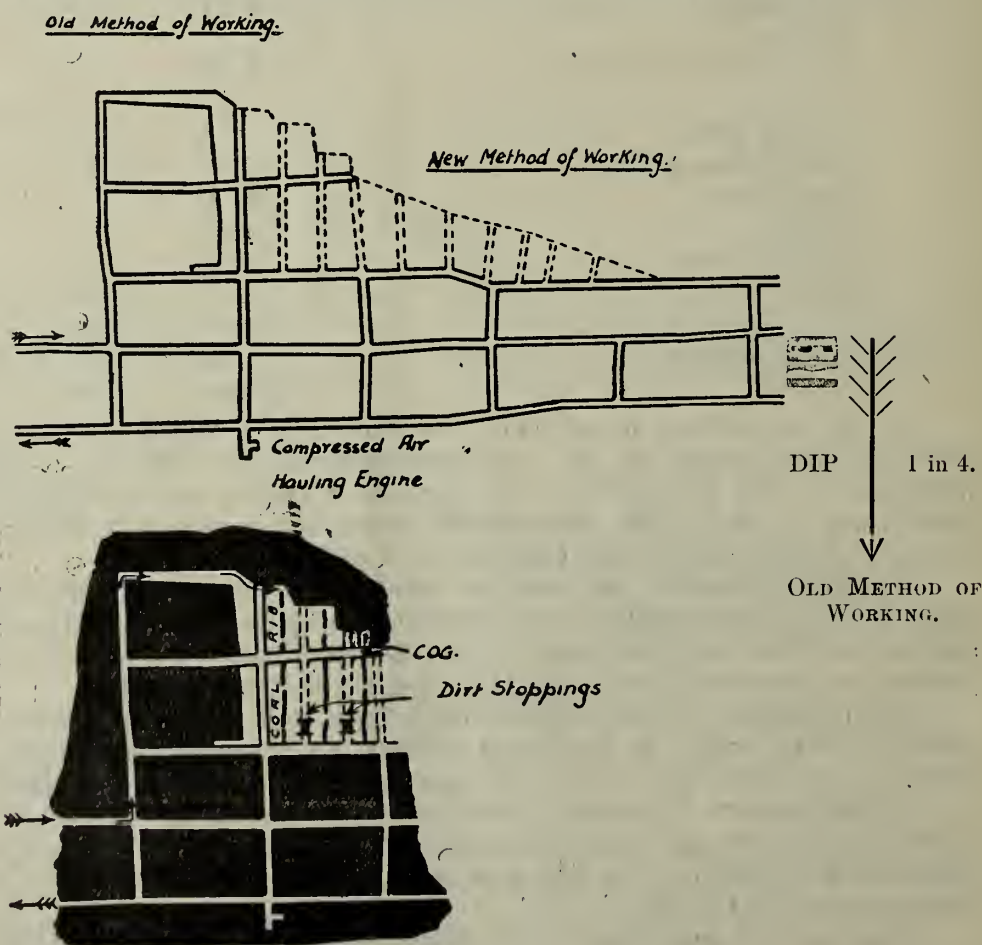 Old Method of Working.
New Method of Working.
Compressed Air
Hauling Engine
DIP 1 in 4.
OLD METHOD OF
WORKING.
COAL RIB
COG.
Dirt Stoppings